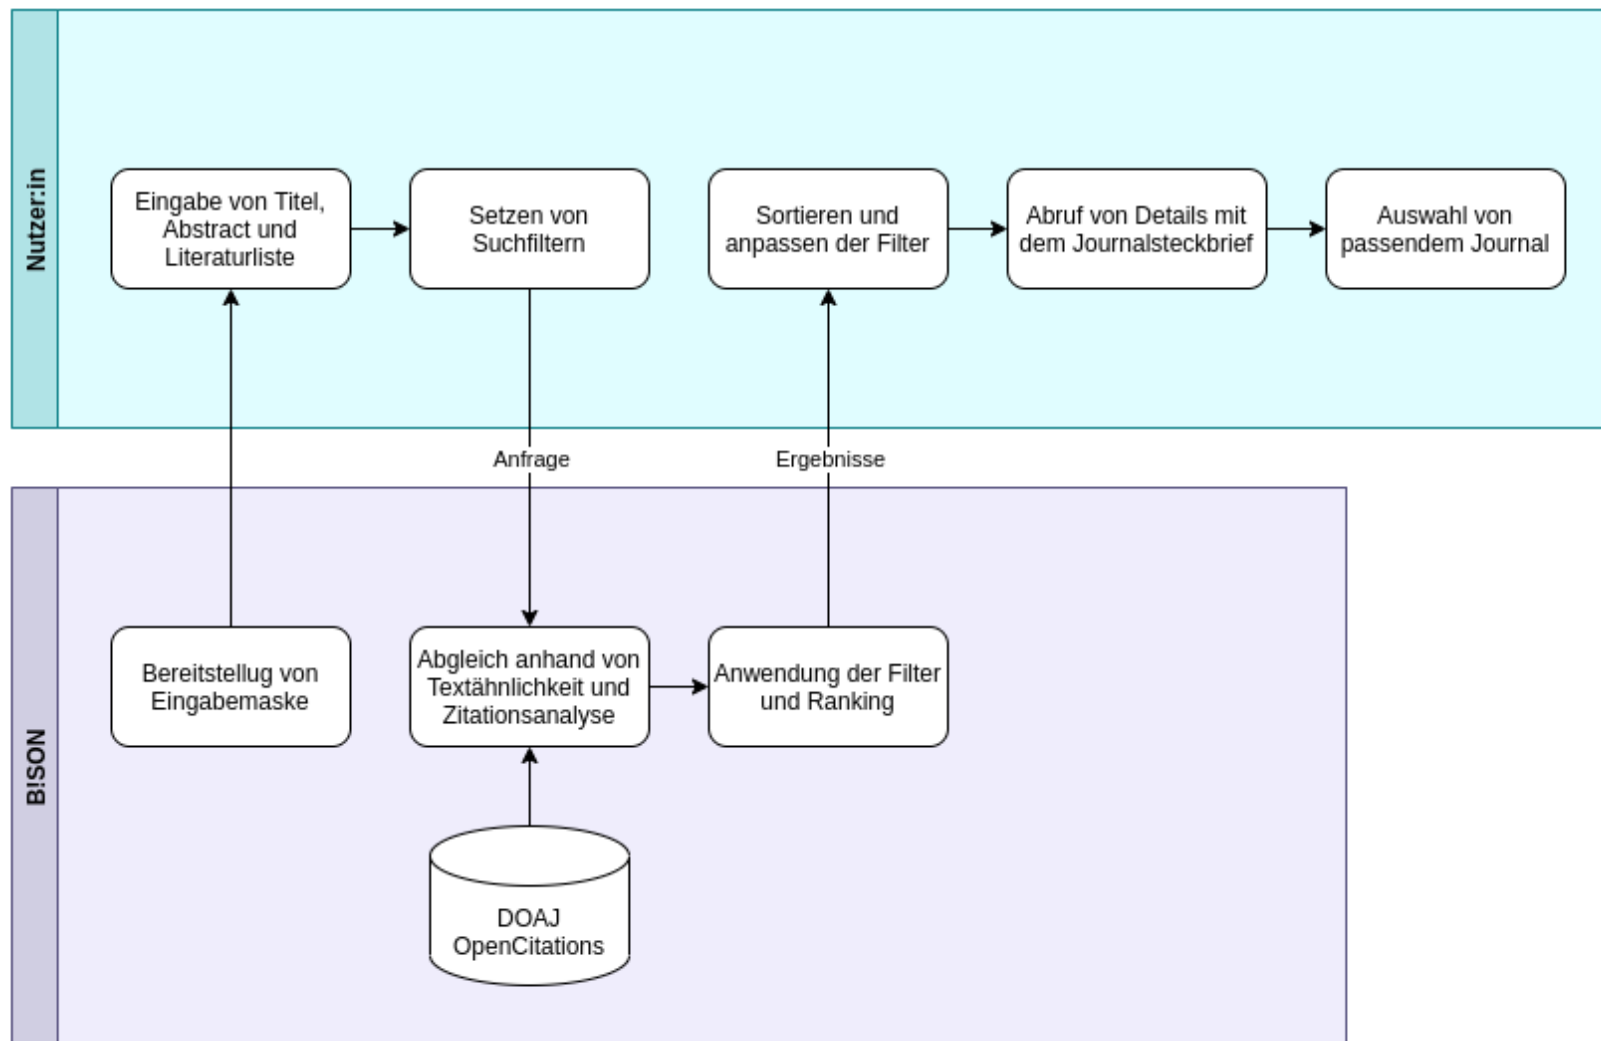 Nutzer:in
Eingabe von Titel,
Abstract und
Literaturliste
Setzen von
Suchfiltern
Sortieren und
anpassen der Filter
Abruf von Details mit
dem Journalsteckbrief
Auswahl von
passendem Journal
Anfrage
Ergebnisse
B!SON
Bereitstellug von
Eingabemaske
Abgleich anhand von
Textähnlichkeit und
Zitationsanalyse
Anwendung der Filter
und Ranking
DOAJ
OpenCitations